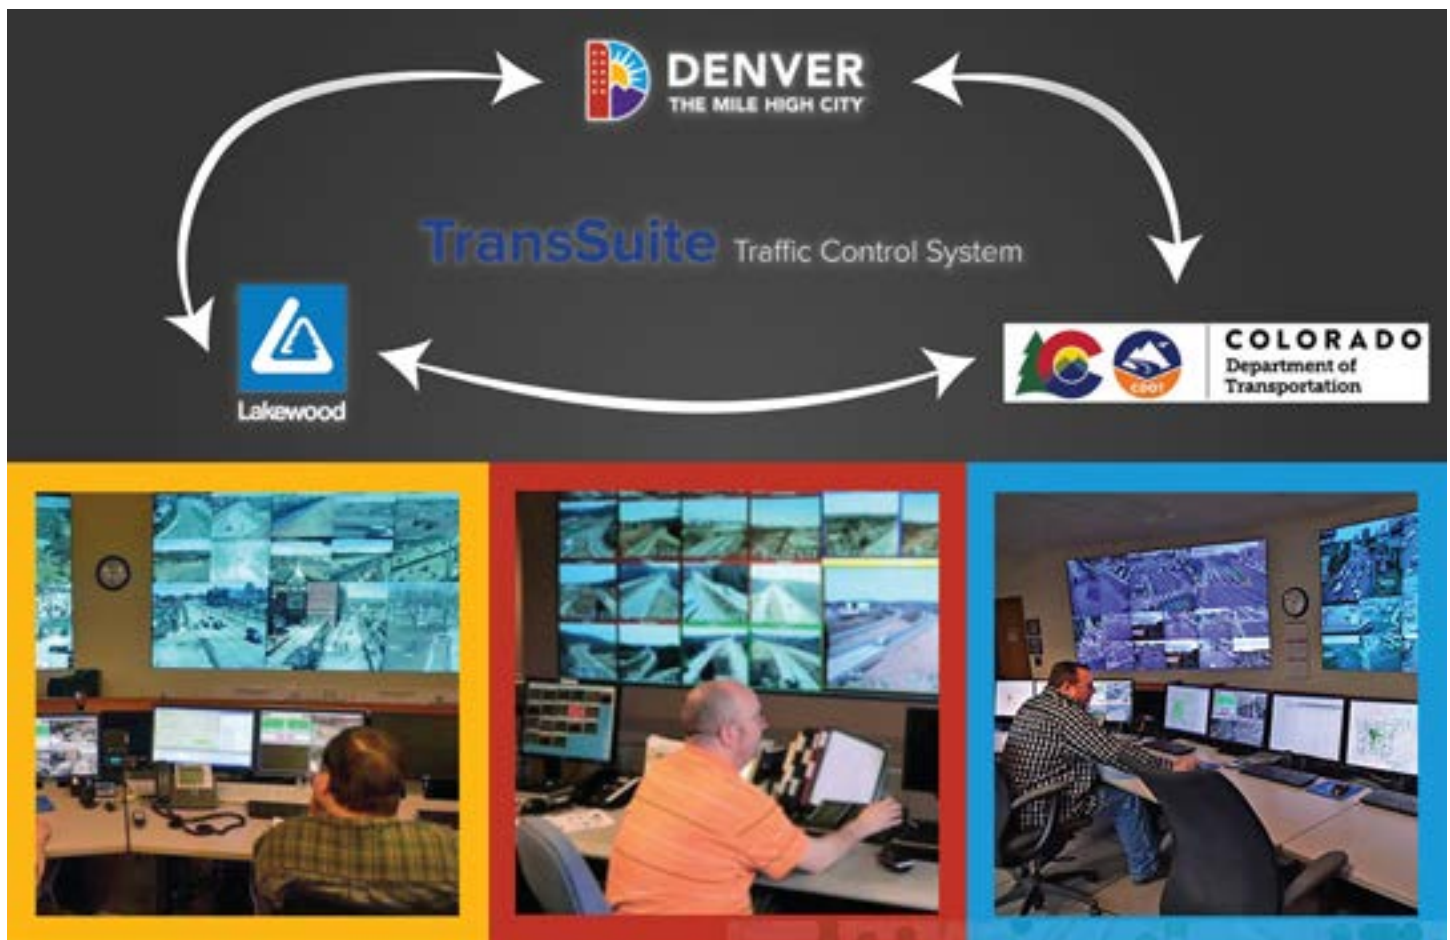 DENVER
THE MILE HIGH CITY
TransSuite Traffic Control System
Lakewood
CDOT
COLORADO
Department of
Transportation